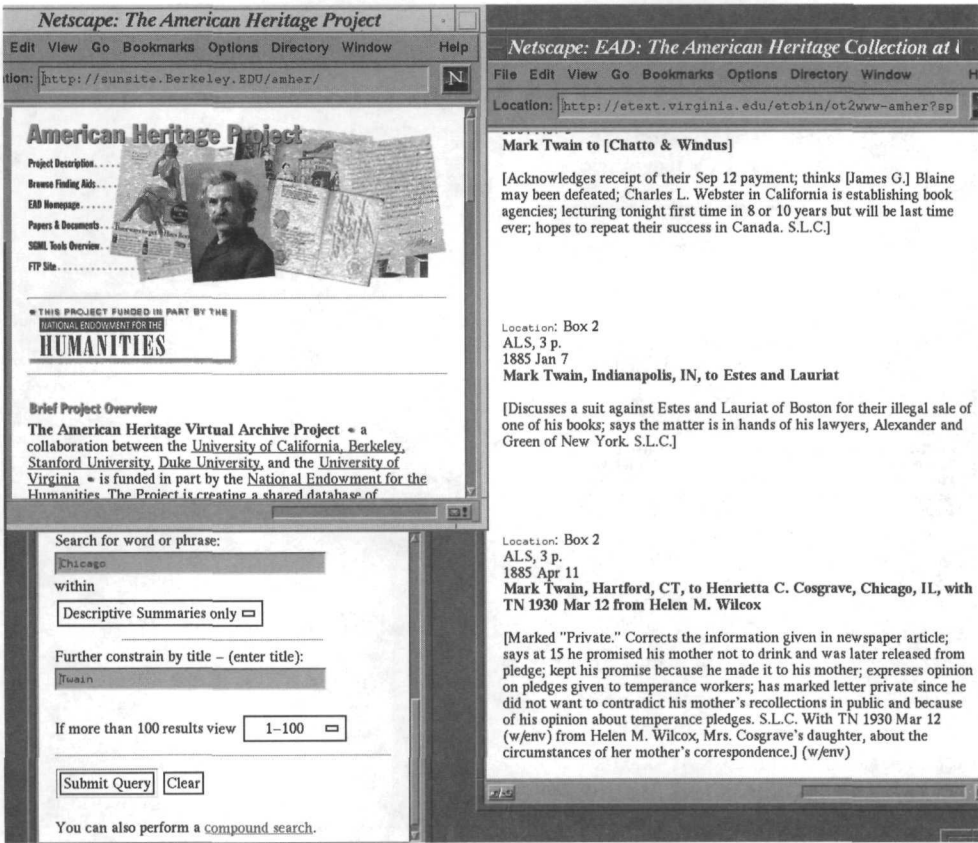 Netscape: The American Heritage Project
Edit View Go Bookmarks Options Directory Window Help
tion: http://sunsite.Berkeley.EDU/amher/
N
American Heritage Project
Project Description
Browse Finding Aids
EAD Homepage
Papers & Documents
SGML Tools Overview
FTP Site
THIS PROJECT FUNDED IN PART BY THE
NATIONAL ENDOWMENT FOR THE
HUMANITIES
Brief Project Overview
The American Heritage Virtual Archive Project • a
collaboration between the University of California, Berkeley,
Stanford University, Duke University, and the University of
Virginia • is funded in part by the National Endowment for the
Humanities. The Project is creating a shared database of
Search for word or phrase:
Chicago
within
Descriptive Summaries only
Further constrain by title – (enter title):
Twain
If more than 100 results view 1–100
Submit Query Clear
You can also perform a compound search.
Netscape: EAD: The American Heritage Collection at
File Edit View Go Bookmarks Options Directory Window H
Location: http://etext.virginia.edu/etcbin/ot2www-amher?sp
Mark Twain to [Chatto & Windus]
[Acknowledges receipt of their Sep 12 payment; thinks [James G.] Blaine
may been defeated; Charles L. Webster in California is establishing book
agencies; lecturing tonight first time in 8 or 10 years but will be last time
ever; hopes to repeat their success in Canada. S.L.C.]
Location: Box 2
ALS, 3 p.
1885 Jan 7
Mark Twain, Indianapolis, IN, to Estes and Lauriat
[Discusses a suit against Estes and Lauriat of Boston for their illegal sale of
one of his books; says the matter is in hands of his lawyers, Alexander and
Green of New York. S.L.C.]
Location: Box 2
ALS, 3 p.
1885 Apr 11
Mark Twain, Hartford, CT, to Henrietta C. Cosgrave, Chicago, IL, with
TN 1930 Mar 12 from Helen M. Wilcox
[Marked "Private." Corrects the information given in newspaper article;
says at 15 he promised his mother not to drink and was later released from
pledge; kept his promise because he made it to his mother; expresses opinion
on pledges given to temperance workers; has marked letter private since he
did not want to contradict his mother's recollections in public and because
of his opinion about temperance pledges. S.L.C. With TN 1930 Mar 12
(w/env) from Helen M. Wilcox, Mrs. Cosgrave's daughter, about the
circumstances of her mother's correspondence.] (w/env)